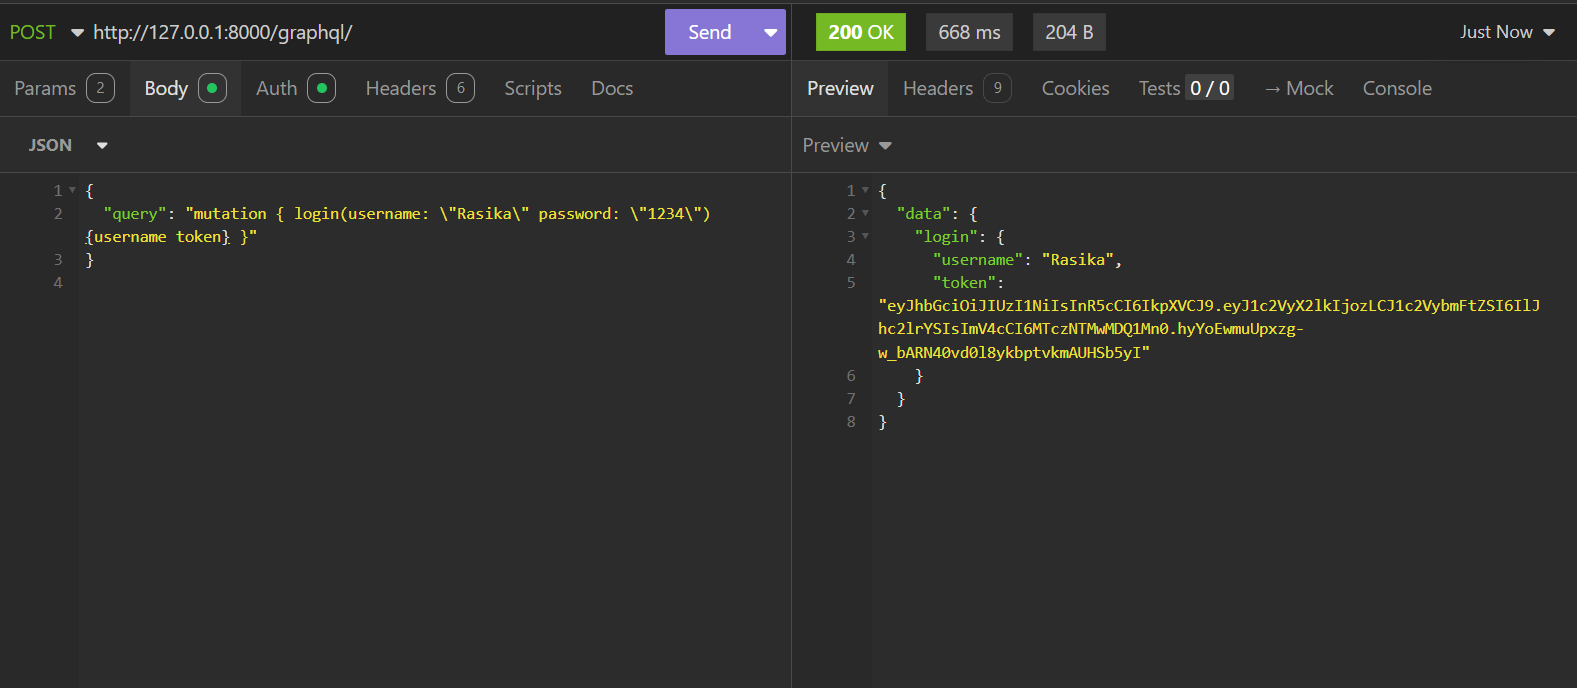 POST http://127.0.0.1:8000/graphql/ Send 200 OK 668 ms 204 B Just Now
Params 2 Body Auth Headers 6 Scripts Docs Preview Headers 9 Cookies Tests 0 / 0 → Mock Console
JSON Preview
1 {
2 "query": "mutation { login(username: \"Rasika\" password: \"1234\")
{username token} }"
3 }
4
1 {
2 "data": {
3 "login": {
4 "username": "Rasika",
5 "token":
"eyJhbGciOiJIUzI1NiIsInR5cCI6IkpXVCJ9.eyJ1c2VyX2lkIjozLCJ1c2VybmFtZSI6IlJ
hc2lrYSIsImV4cCI6MTczNTMwMDQ1Mn0.hyYoEwmuUpxzg-
w_bARN40vd0l8ykbptvkmAUHSb5yI"
6 }
7 }
8 }